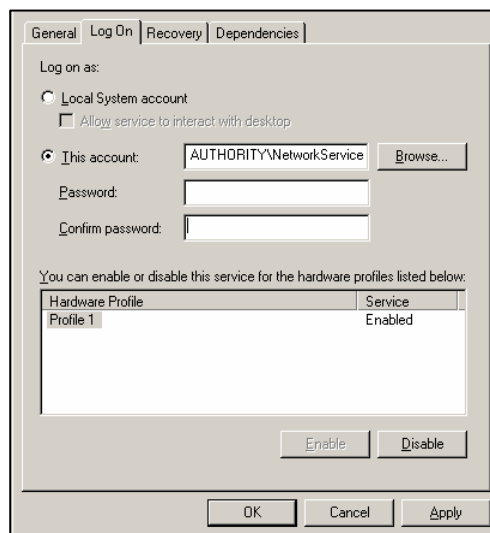 General Log On Recovery Dependencies
Log on as:
Local System account
Allow service to interact with desktop
This account: AUTHORITY\NetworkService Browse...
Password:
Confirm password:
You can enable or disable this service for the hardware profiles listed below:
Hardware Profile Service
Profile 1 Enabled
Enable Disable
OK Cancel Apply